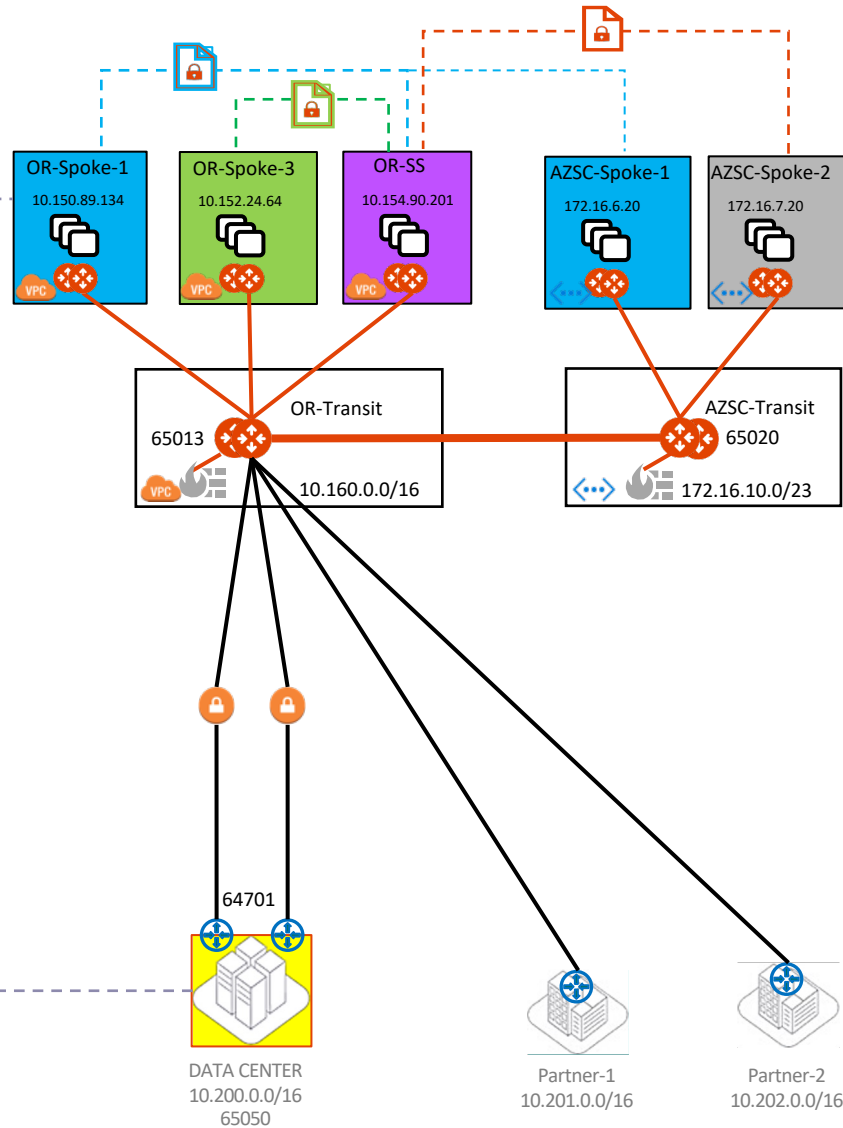 OR-Spoke-1
10.150.89.134
VPC
OR-Spoke-3
10.152.24.64
VPC
OR-SS
10.154.90.201
VPC
AZSC-Spoke-1
172.16.6.20
AZSC-Spoke-2
172.16.7.20
OR-Transit
65013
VPC
10.160.0.0/16
AZSC-Transit
65020
172.16.10.0/23
64701
DATA CENTER
10.200.0.0/16
65050
Partner-1
10.201.0.0/16
Partner-2
10.202.0.0/16